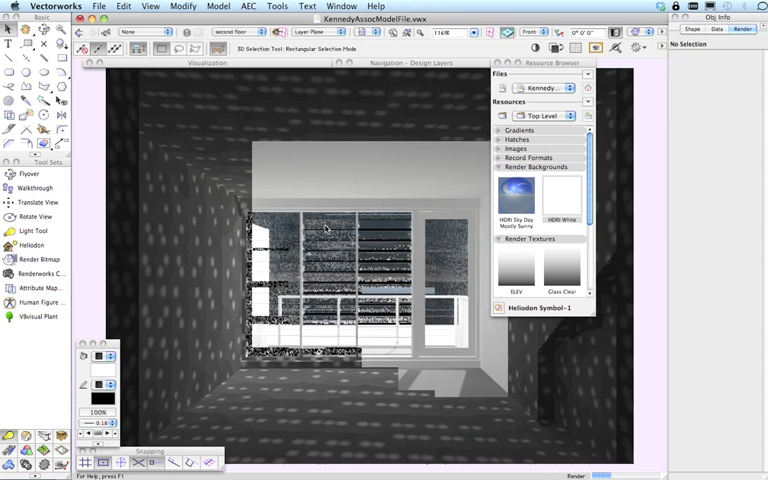 Vectorworks File Edit View Modify Model AEC Tools Text Window Help
KennedyAssocModelFile.vwx
Basic
None
second floor
Layer Plane
116%
Front
0° 0' 0"
3D Selection Tool: Rectangular Selection Mode
Visualization
Navigation - Design Layers
Resource Browser
Files
Kennedy...
Resources
Top Level
Gradients
Hatches
Images
Record Formats
Render Backgrounds
HDRI Sky Day
Mostly Sunny
HDRI White
Render Textures
ELEV
Glass Clear
Heliodon Symbol-1
Obj Info
Shape Data Render
No Selection
Tool Sets
Flyover
Walkthrough
Translate View
Rotate View
Light Tool
Heliodon
Render Bitmap
Renderworks C...
Attribute Map...
Human Figure ...
VBvisual Plant
100%
0.18
Snapping
For Help, press F1
Render